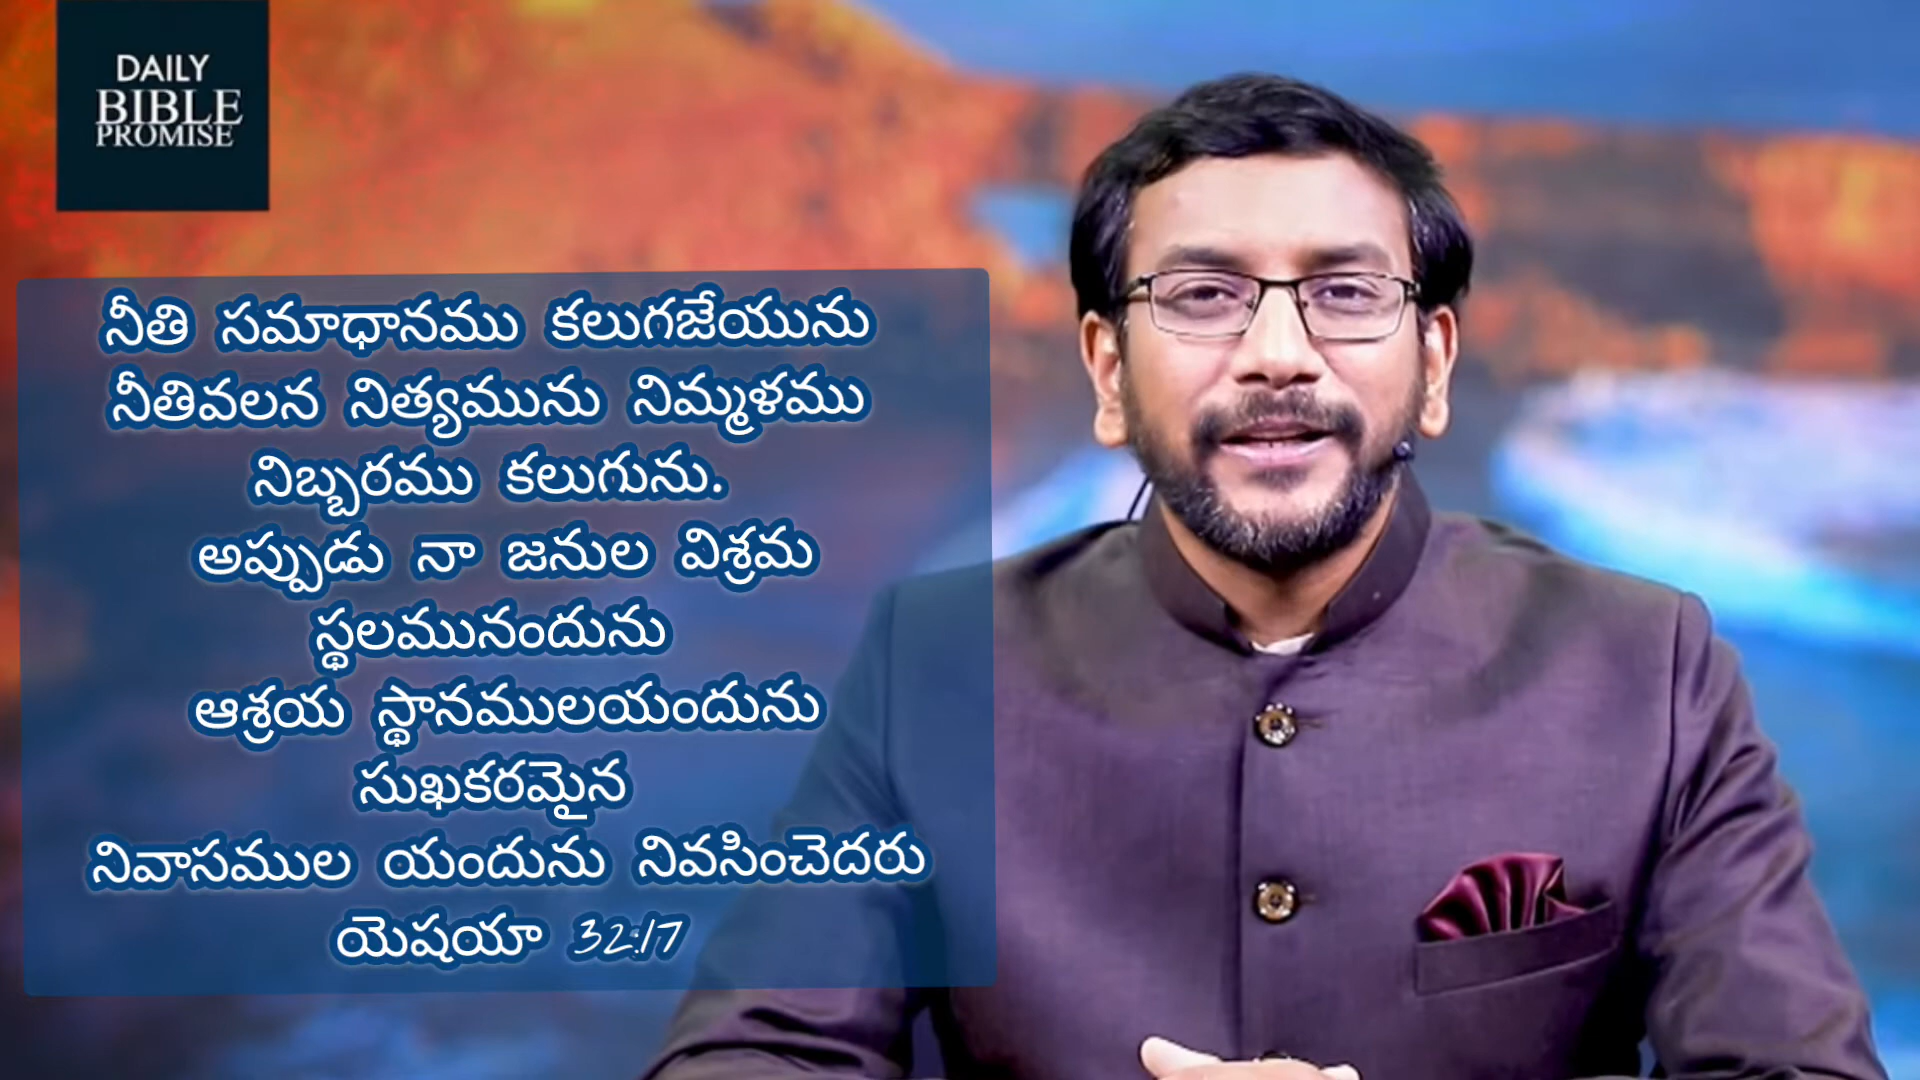 DAILY
BIBLE
PROMISE
నీతి సమాధానము కలుగజేయును
నీతివలన నిత్యమును నిమ్మళము
నిబ్బరము కలుగును.
అప్పుడు నా జనుల విశ్రమ
స్థలమునందును
ఆశ్రయ స్థానములయందును
సుఖకరమైన
నివాసముల యందును నివసించెదరు
యెషయా 32:17